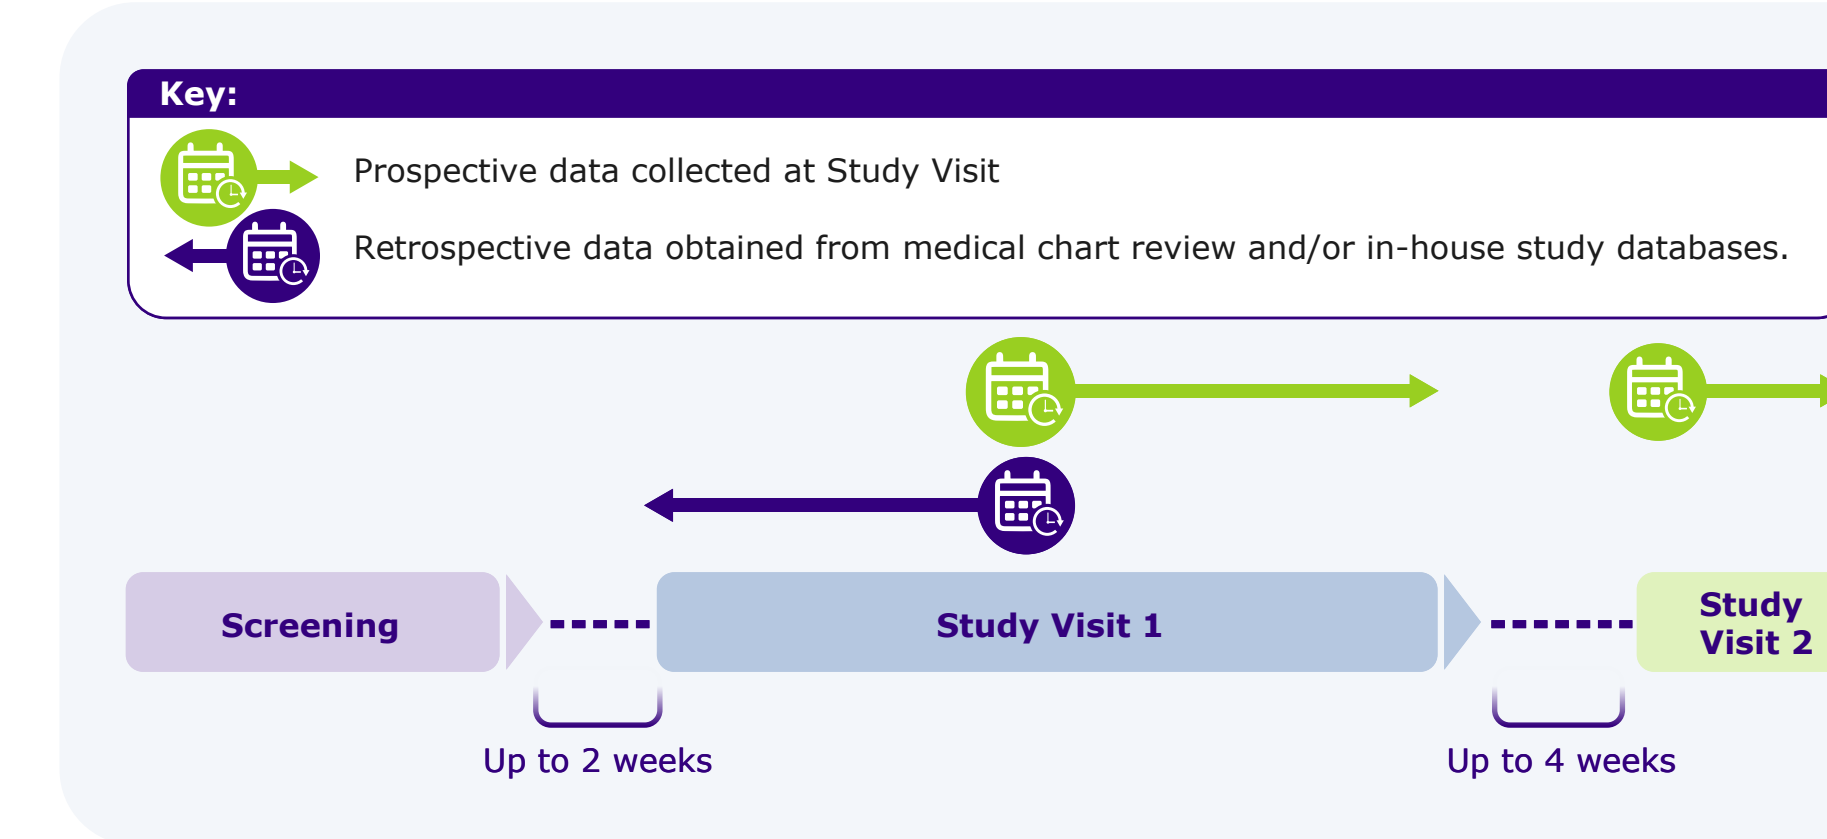 Key:
Prospective data collected at Study Visit
Retrospective data obtained from medical chart review and/or in-house study databases.
Screening
Study Visit 1
Study
Visit 2
Up to 2 weeks
Up to 4 weeks